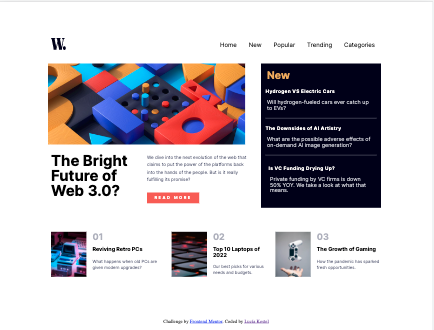 W.
Home New Popular Trending Categories
The Bright
Future of
Web 3.0?
We dive into the next evolution of the web that
claims to put the power of the platforms back
into the hands of the people. But is it really
fulfilling its promise?
READ MORE
New
Hydrogen VS Electric Cars
Will hydrogen-fueled cars ever catch up
to EVs?
The Downsides of AI Artistry
What are the possible adverse effects of
on-demand AI image generation?
Is VC Funding Drying Up?
Private funding by VC firms is down
50% YOY. We take a look at what that
means.
01
Reviving Retro PCs
What happens when old PCs are
given modern upgrades?
02
Top 10 Laptops of
2022
Our best picks for various
needs and budgets.
03
The Growth of Gaming
How the pandemic has sparked
fresh opportunities.
Challenge by Frontend Mentor. Coded by Lucia Kestol